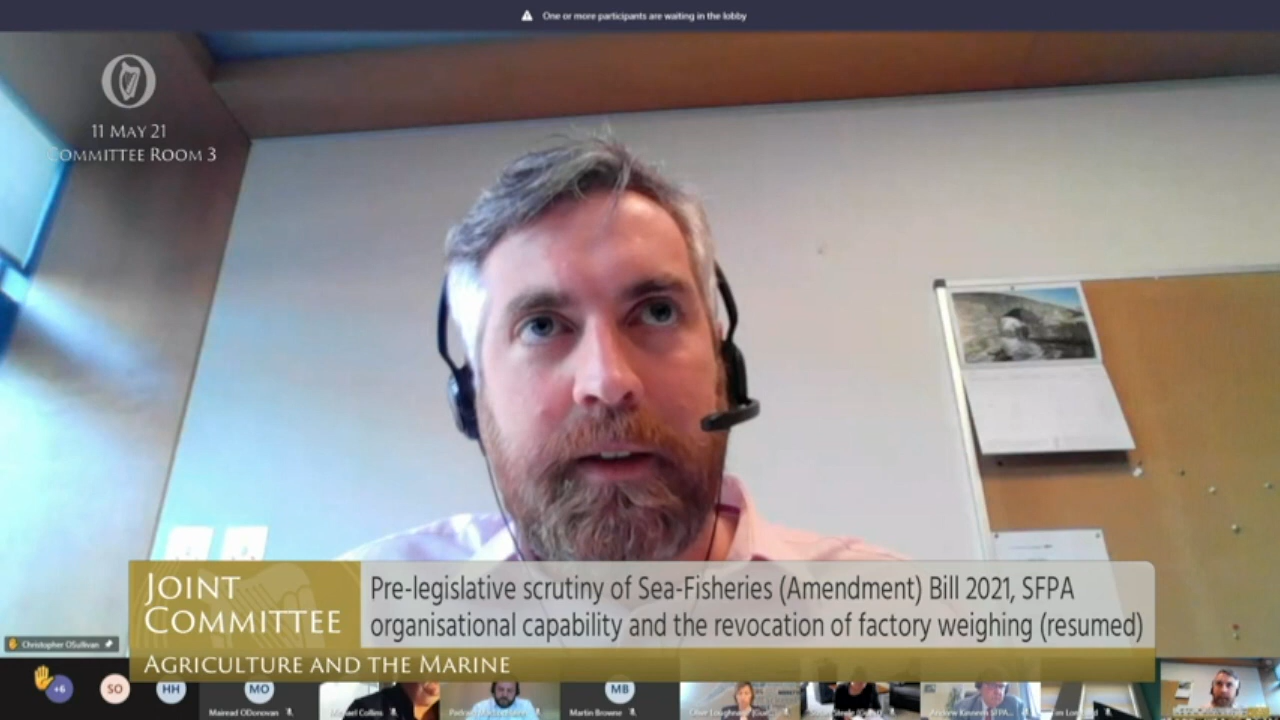 One or more participants are waiting in the lobby
11 May 21
Committee Room 3
Joint
Committee
Pre-legislative scrutiny of Sea-Fisheries (Amendment) Bill 2021, SFPA
organisational capability and the revocation of factory weighing (resumed)
Christopher OSullivan
Agriculture and the Marine
+6
SO
HH
MO
MB
Mairead ODonovan
Michael Collins
Martin Browne